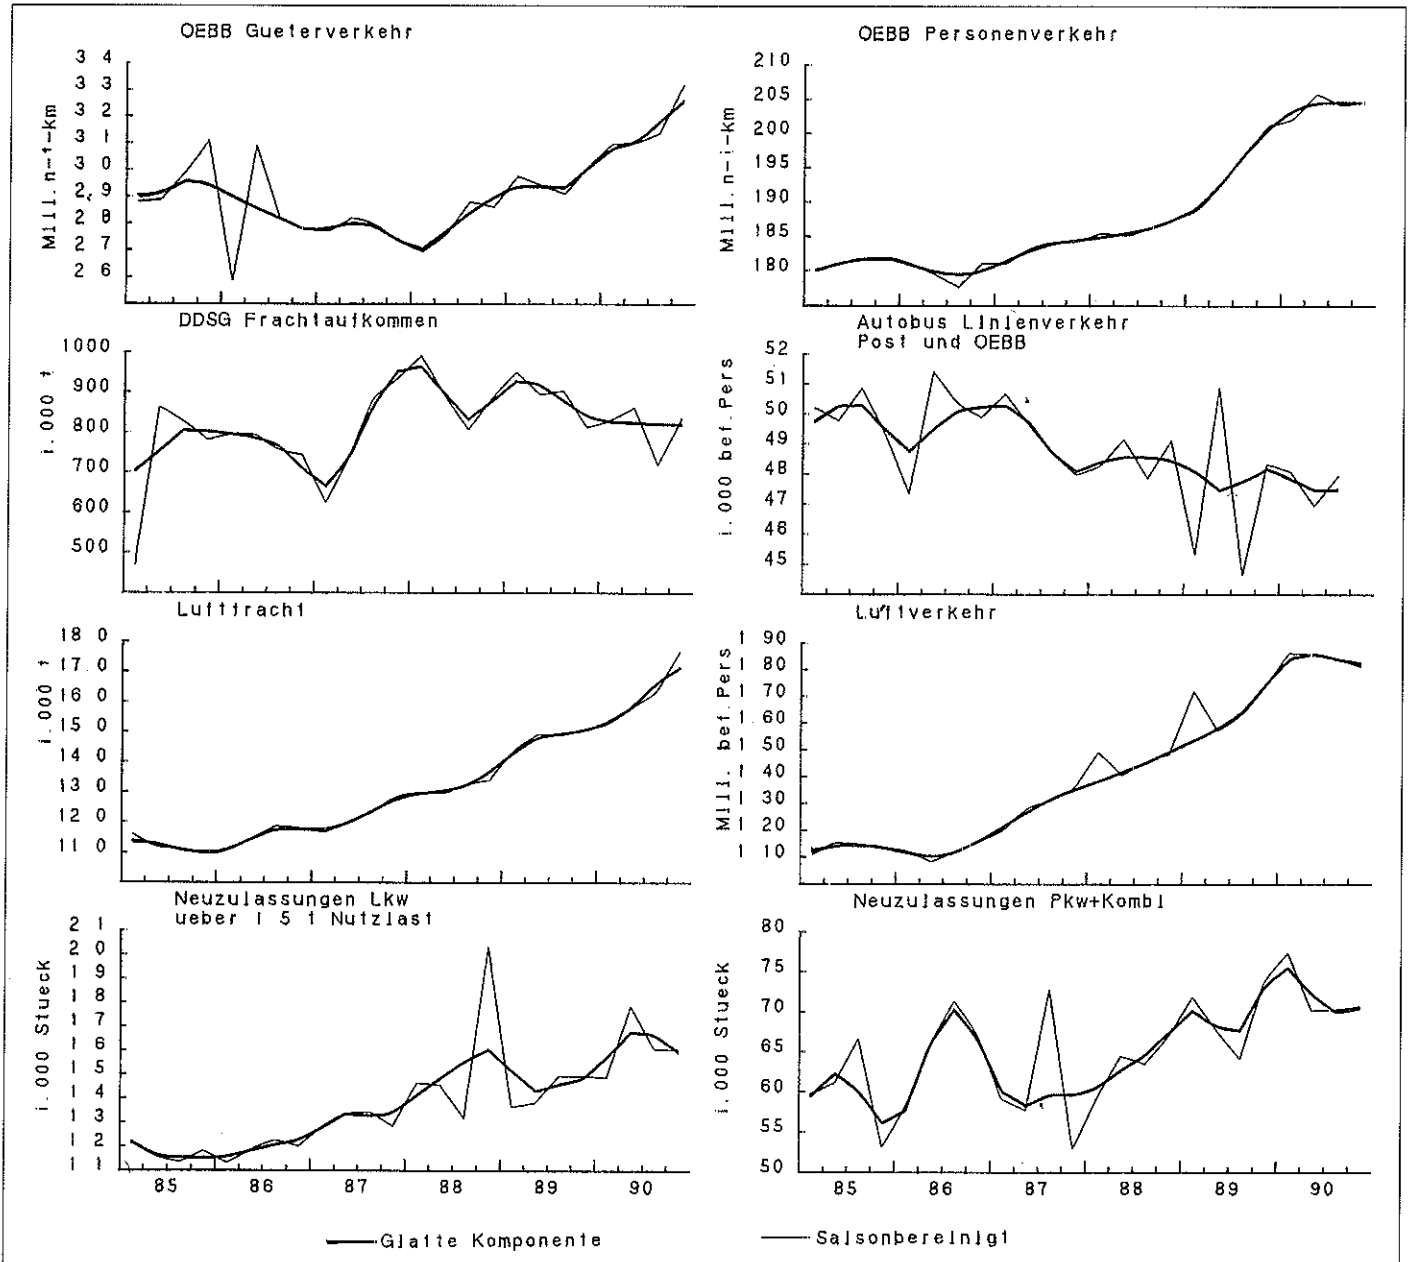 OEBB Gueterverkehr
3 4
3 3
3 2
3 1
3 0
2 9
2 8
2 7
2 6
Mill.n-t-km
OEBB Personenverkehr
210
205
200
195
190
185
180
Mill.n-i-km
DDSG Frachtaufkommen
1000
900
800
700
600
500
i.000 t
Autobus Linienverkehr
Post und OEBB
52
51
50
49
48
47
46
45
i.000 bef.Pers
Luftfracht
18 0
17 0
16 0
15 0
14 0
13 0
12 0
11 0
i.000 t
Luftverkehr
1 90
1 80
1 70
1 60
1 50
1 40
1 30
1 20
1 10
Mill. bef.Pers
Neuzulassungen Lkw
ueber 1 5 t Nutzlast
2 1
2 0
1 9
1 8
1 7
1 6
1 5
1 4
1 3
1 2
1 1
i.000 Stueck
85 86 87 88 89 90
Neuzulassungen Pkw+Kombi
80
75
70
65
60
55
50
i.000 Stueck
85 86 87 88 89 90
Glatte Komponente
Saisonbereinigt